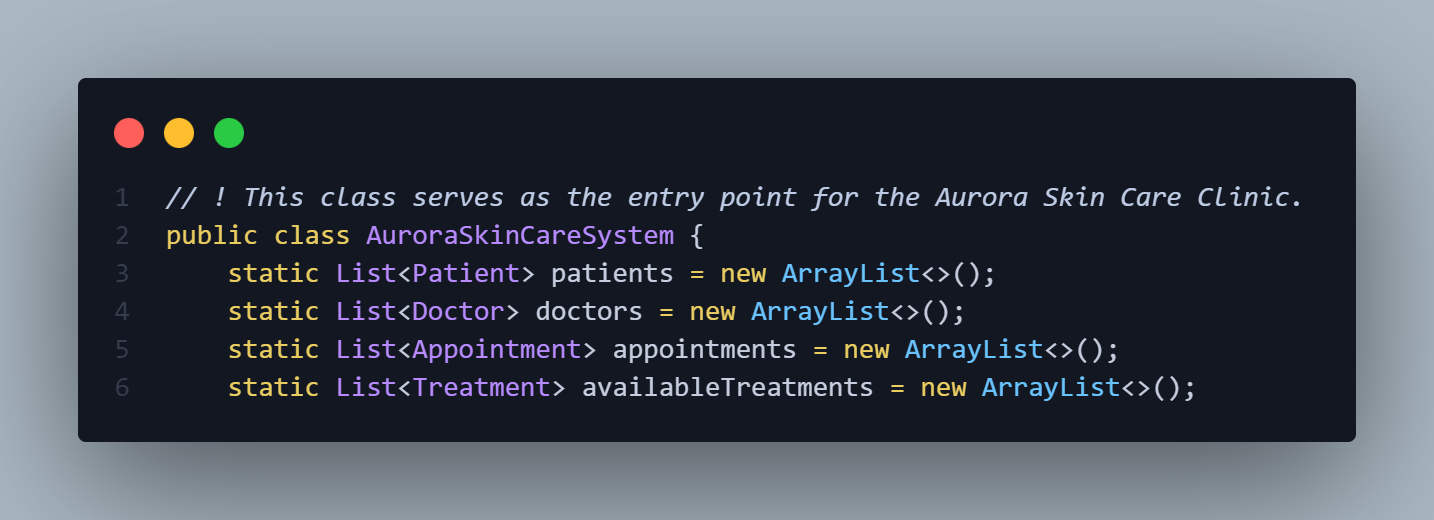 1 // ! This class serves as the entry point for the Aurora Skin Care Clinic.
2 public class AuroraSkinCareSystem {
3 static List<Patient> patients = new ArrayList<>();
4 static List<Doctor> doctors = new ArrayList<>();
5 static List<Appointment> appointments = new ArrayList<>();
6 static List<Treatment> availableTreatments = new ArrayList<>();